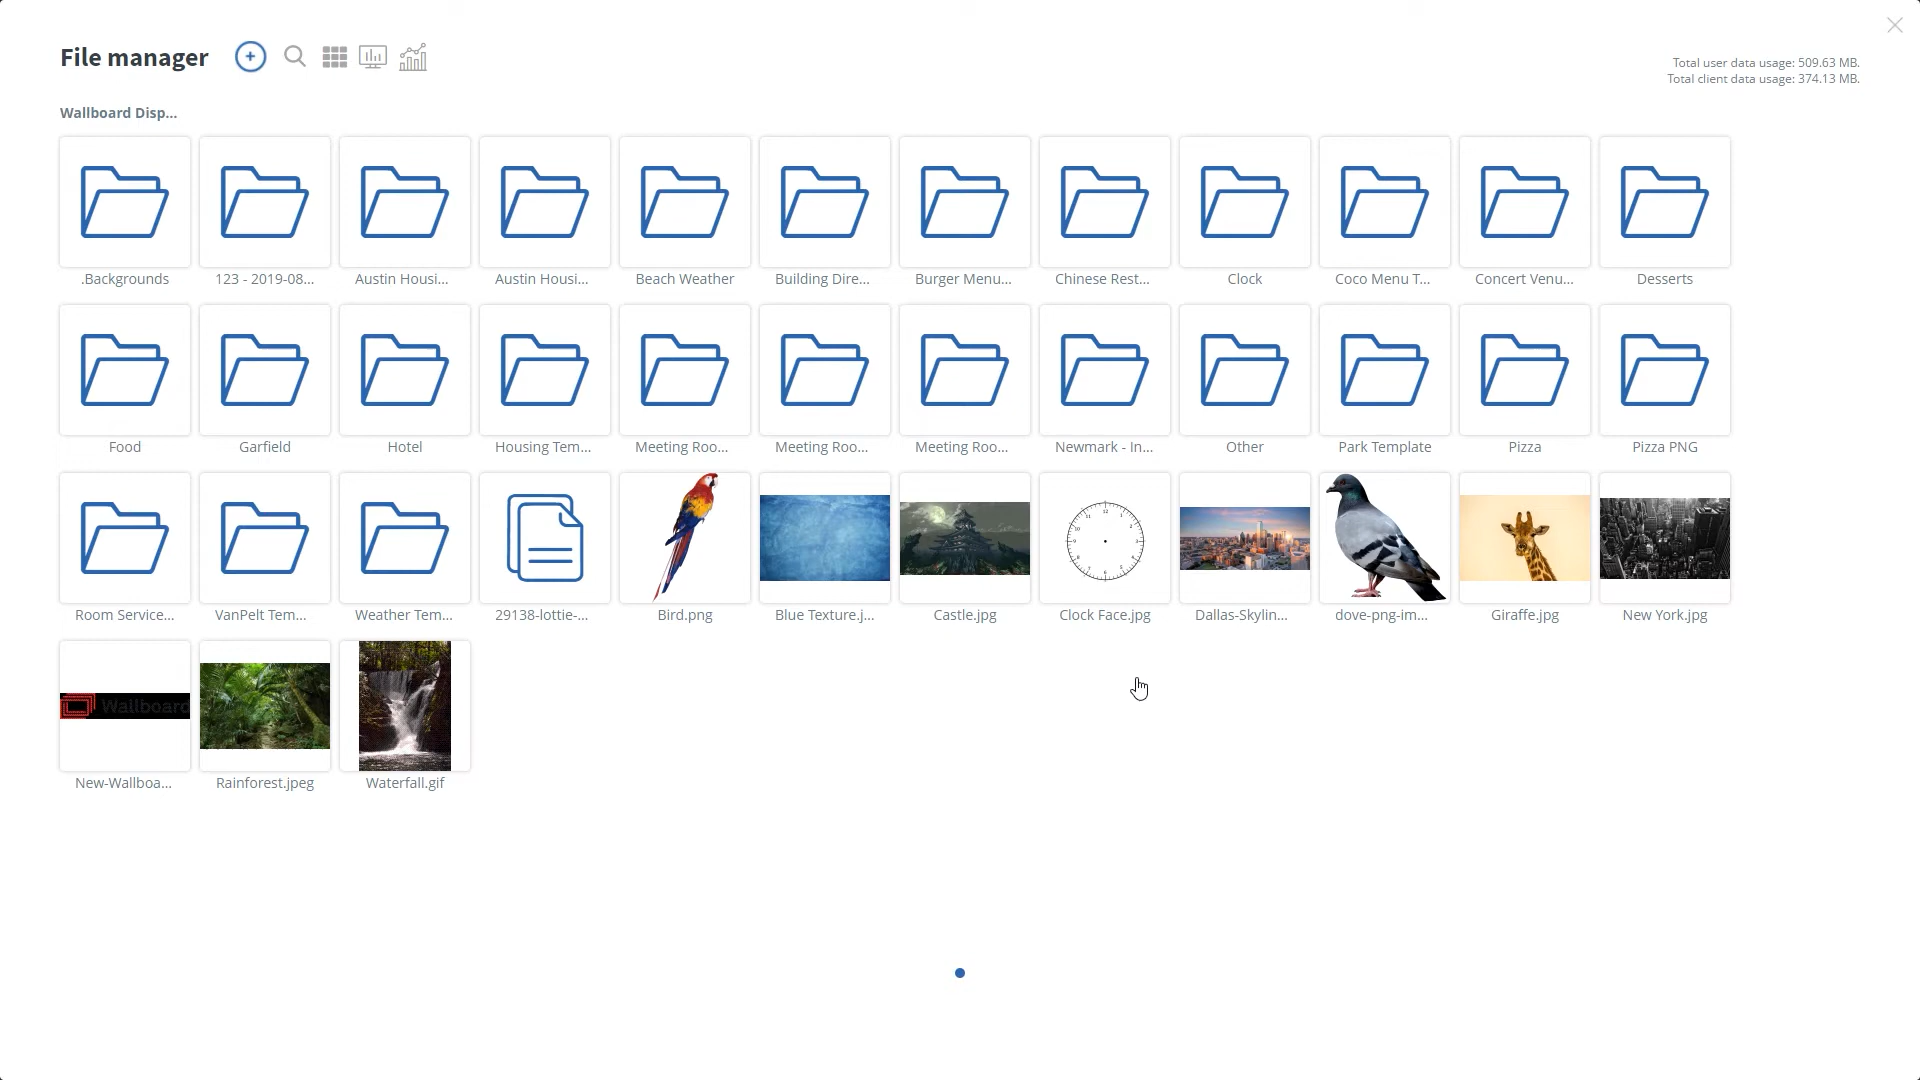 File manager
Total user data usage: 509.63 MB.
Total client data usage: 374.13 MB.
Wallboard Disp...
.Backgrounds
123 - 2019-08...
Austin Housi...
Austin Housi...
Beach Weather
Building Dire...
Burger Menu...
Chinese Rest...
Clock
Coco Menu T...
Concert Venu...
Desserts
Food
Garfield
Hotel
Housing Tem...
Meeting Roo...
Meeting Roo...
Meeting Roo...
Newmark - In...
Other
Park Template
Pizza
Pizza PNG
Room Service...
VanPelt Tem...
Weather Tem...
29138-lottie-...
Bird.png
Blue Texture.j...
Castle.jpg
Clock Face.jpg
Dallas-Skylin...
dove-png-im...
Giraffe.jpg
New York.jpg
Wallboard
New-Wallboa...
Rainforest.jpeg
Waterfall.gif